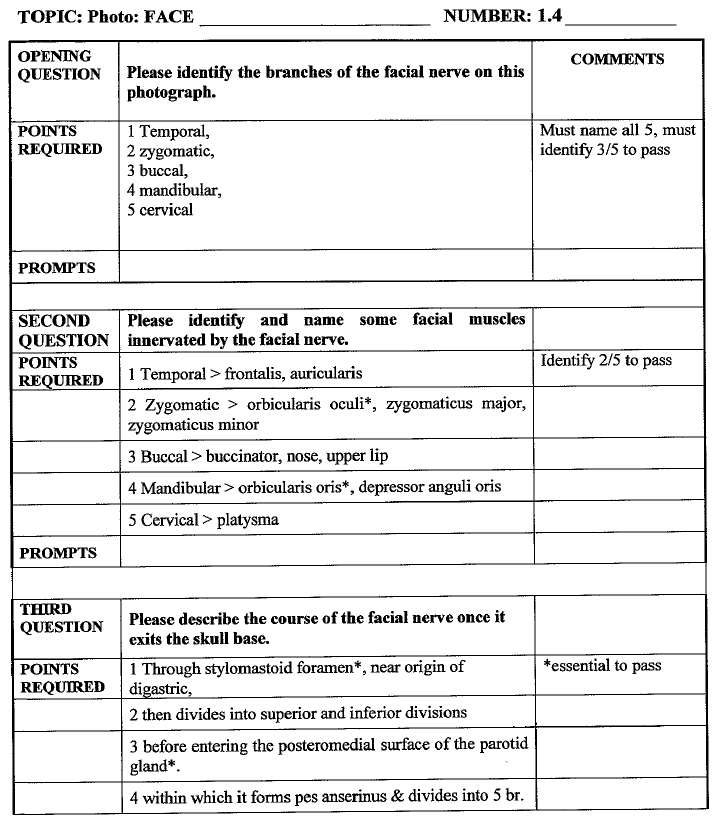 TOPIC: Photo: FACE NUMBER: 1.4
OPENING QUESTION
Please identify the branches of the facial nerve on this photograph.
COMMENTS
POINTS REQUIRED
1 Temporal,
2 zygomatic,
3 buccal,
4 mandibular,
5 cervical
Must name all 5, must
identify 3/5 to pass
PROMPTS
SECOND QUESTION
Please identify and name some facial muscles
innervated by the facial nerve.
POINTS REQUIRED
1 Temporal > frontalis, auricularis
Identify 2/5 to pass
2 Zygomatic > orbicularis oculi*, zygomaticus major,
zygomaticus minor
3 Buccal > buccinator, nose, upper lip
4 Mandibular > orbicularis oris*, depressor anguli oris
5 Cervical > platysma
PROMPTS
THIRD QUESTION
Please describe the course of the facial nerve once it
exits the skull base.
POINTS REQUIRED
1 Through stylomastoid foramen*, near origin of
digastric,
*essential to pass
2 then divides into superior and inferior divisions
3 before entering the posteromedial surface of the parotid
gland*.
4 within which it forms pes anserinus & divides into 5 br.